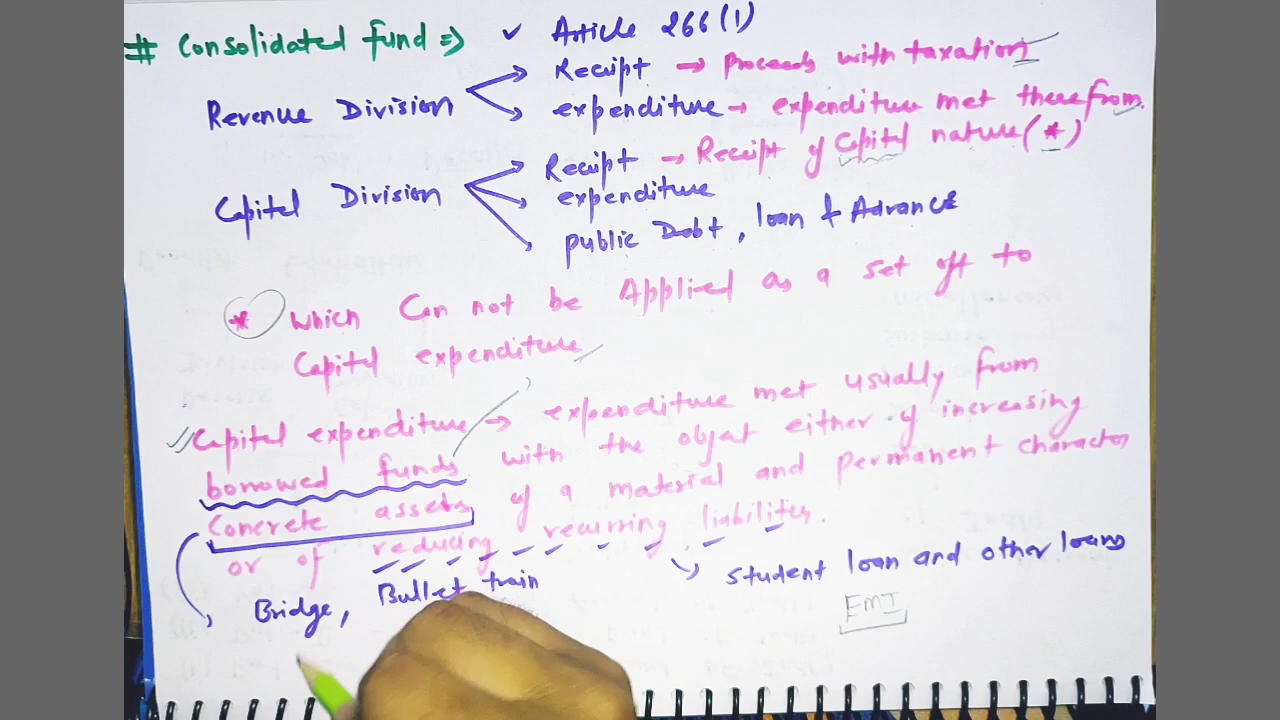 # Consolidated fund => ✓ Article 266(1)
Revenue Division → Receipt → Proceeds with taxation
→ expenditure → expenditure met therefrom.
Capital Division → Receipt → Receipt of Capital nature (*)
→ expenditure
→ public Debt, loan & Advance
* which Can not be Applied as a set off to
Capital expenditure
Capital expenditure → expenditure met usually from
borrowed funds with the object either of increasing
Concrete assets of a material and permanent character
or of reducing recurring liabilites.
→ student loan and other loans
Bridge, Bullet train
EMI